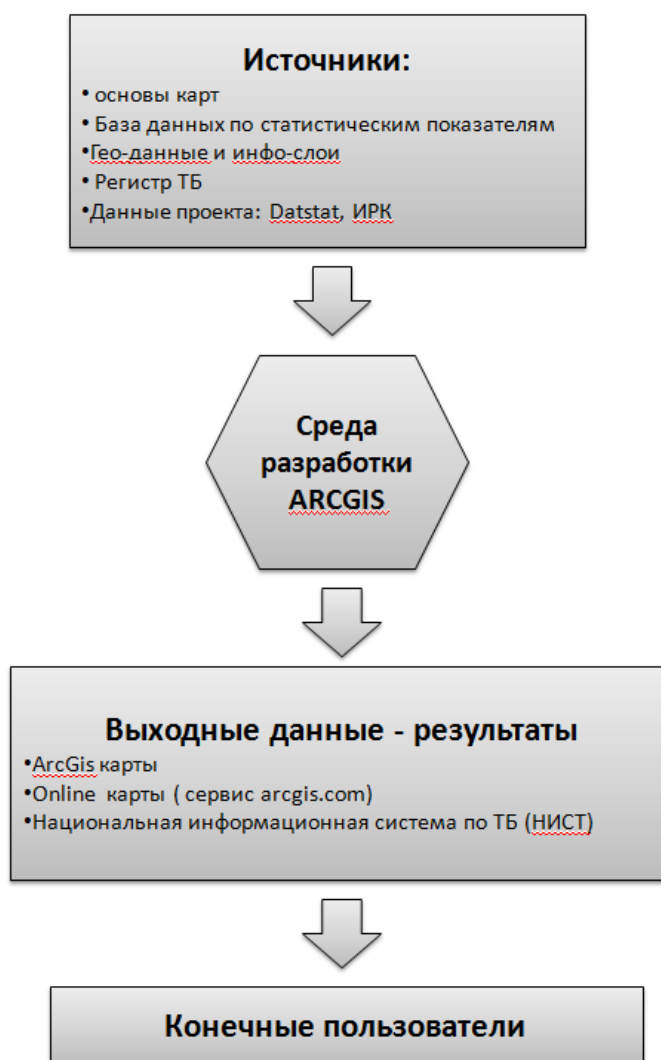 Источники:
• основы карт
• База данных по статистическим показателям
•Гео-данные и инфо-слои
• Регистр ТБ
•Данные проекта: Datstat, ИРК
Среда
разработки
ARCGIS
Выходные данные - результаты
•ArcGis карты
•Online карты ( сервис arcgis.com)
•Национальная информационная система по ТБ (НИСТ)
Конечные пользователи